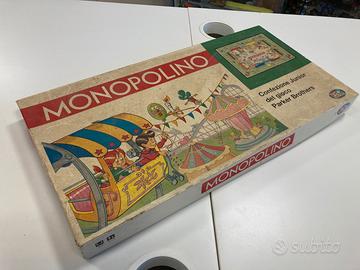 MONOPOLINO
Confezione Junior
del gioco
Parker Brothers
MONOPOLINO
subito